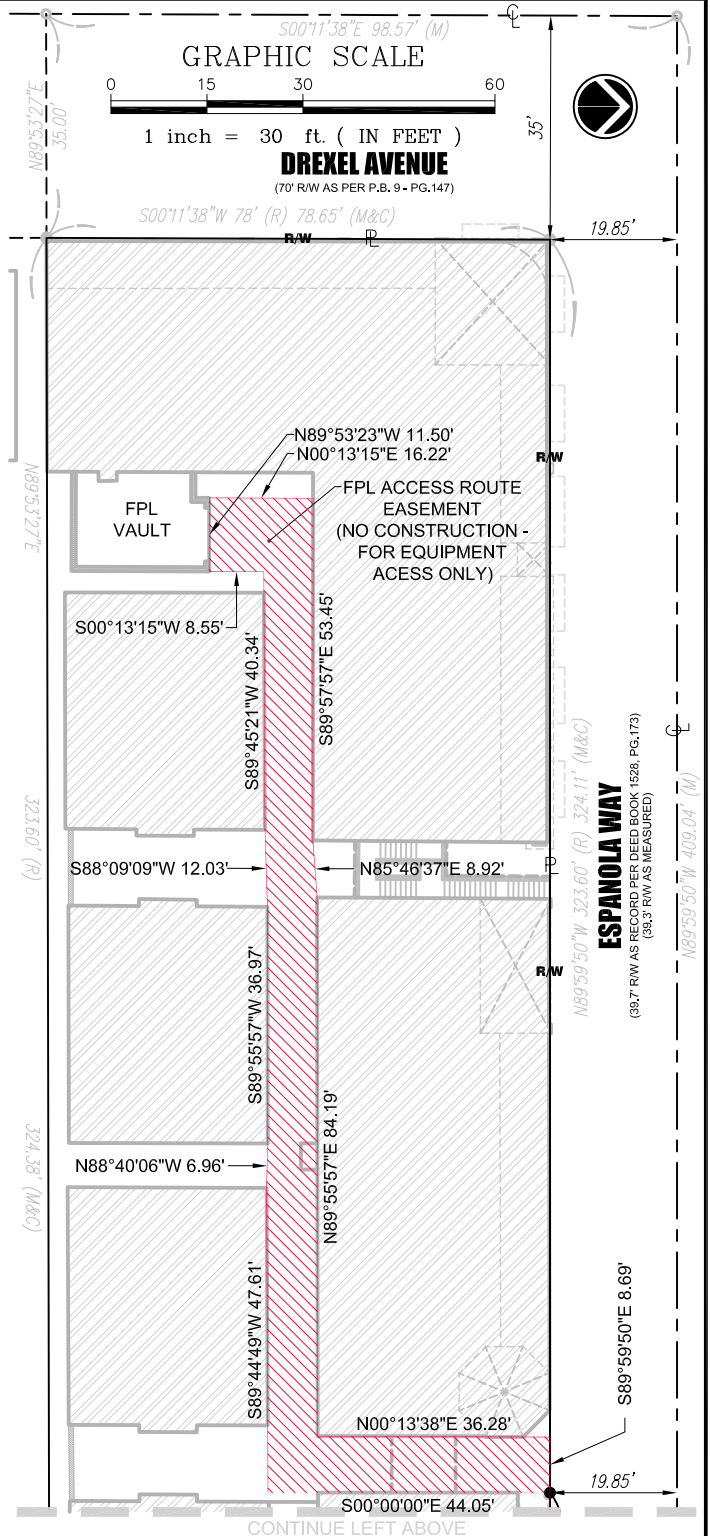 S00°11'38"E 98.57' (M)
GRAPHIC SCALE
0 15 30 60
1 inch = 30 ft. ( IN FEET )
N89°53'27"E
35.00'
35'
DREXEL AVENUE
(70' R/W AS PER P.B. 9 - PG.147)
S00°11'38"W 78' (R) 78.65' (M&C)
19.85'
R/W
N89°53'23"W 11.50'
N00°13'15"E 16.22'
R/W
FPL ACCESS ROUTE
EASEMENT
(NO CONSTRUCTION -
FOR EQUIPMENT
ACESS ONLY)
FPL
VAULT
N89°53'27"E
S00°13'15"W 8.55'
S89°45'21"W 40.34'
S89°57'57"E 53.45'
323.60' (R)
S88°09'09"W 12.03'
N85°46'37"E 8.92'
N89°59'50"W 323.60' (R) 324.11' (M&C)
ESPANOLA WAY
(39.7' R/W AS RECORD PER DEED BOOK 1528, PG.173)
(39.3' R/W AS MEASURED)
N89°59'50"W 409.04' (M)
R/W
S89°55'57"W 36.97'
324.38' (M&C)
N88°40'06"W 6.96'
N89°55'57"E 84.19'
S89°44'49"W 47.61'
S89°59'50"E 8.69'
N00°13'38"E 36.28'
19.85'
S00°00'00"E 44.05'
CONTINUE LEFT ABOVE